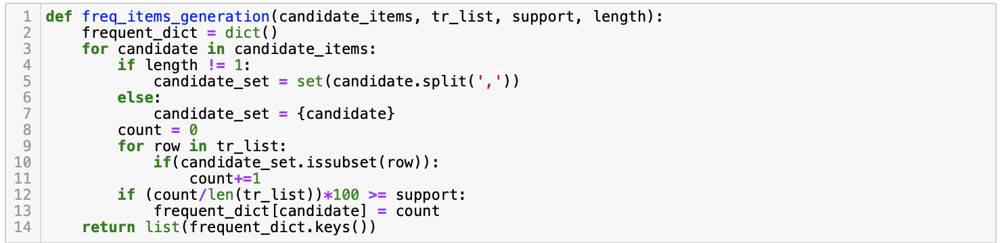 1 def freq_items_generation(candidate_items, tr_list, support, length):
2     frequent_dict = dict()
3     for candidate in candidate_items:
4         if length != 1:
5             candidate_set = set(candidate.split(','))
6         else:
7             candidate_set = {candidate}
8         count = 0
9         for row in tr_list:
10             if(candidate_set.issubset(row)):
11                 count+=1
12         if (count/len(tr_list))*100 >= support:
13             frequent_dict[candidate] = count
14     return list(frequent_dict.keys())